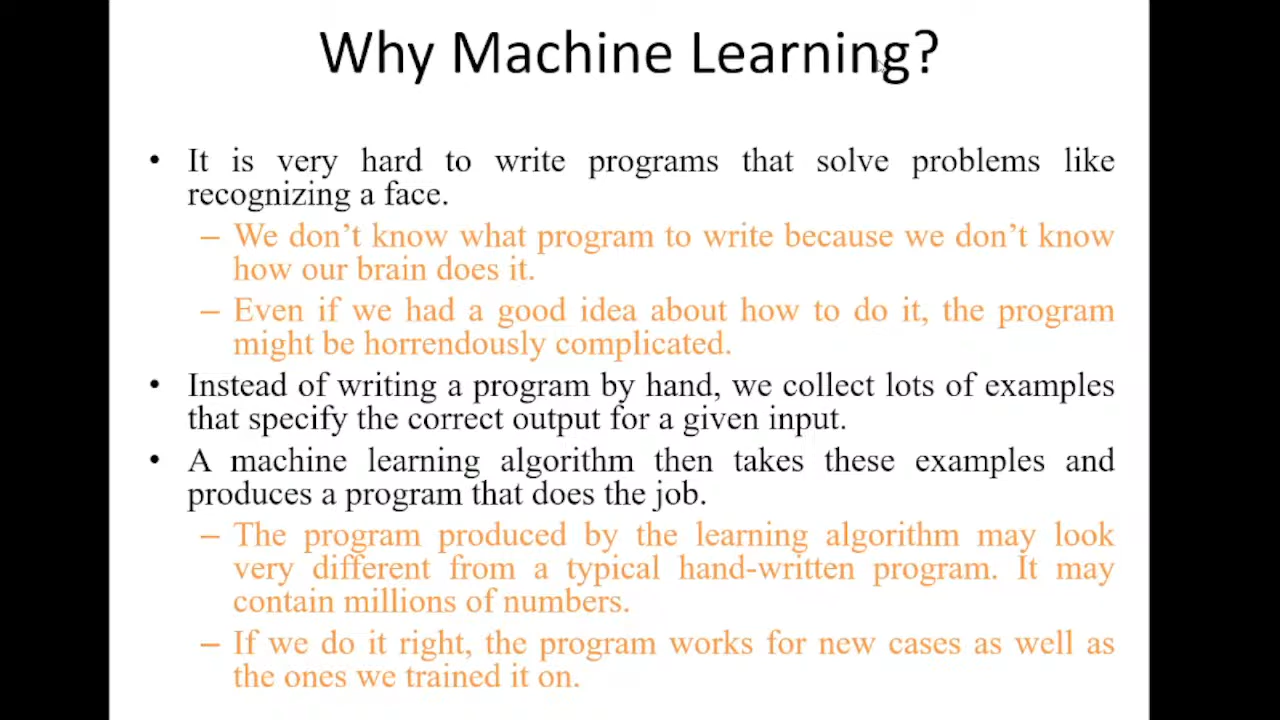 Why Machine Learning?
• It is very hard to write programs that solve problems like
recognizing a face.
– We don't know what program to write because we don't know
how our brain does it.
– Even if we had a good idea about how to do it, the program
might be horrendously complicated.
• Instead of writing a program by hand, we collect lots of examples
that specify the correct output for a given input.
• A machine learning algorithm then takes these examples and
produces a program that does the job.
– The program produced by the learning algorithm may look
very different from a typical hand-written program. It may
contain millions of numbers.
– If we do it right, the program works for new cases as well as
the ones we trained it on.